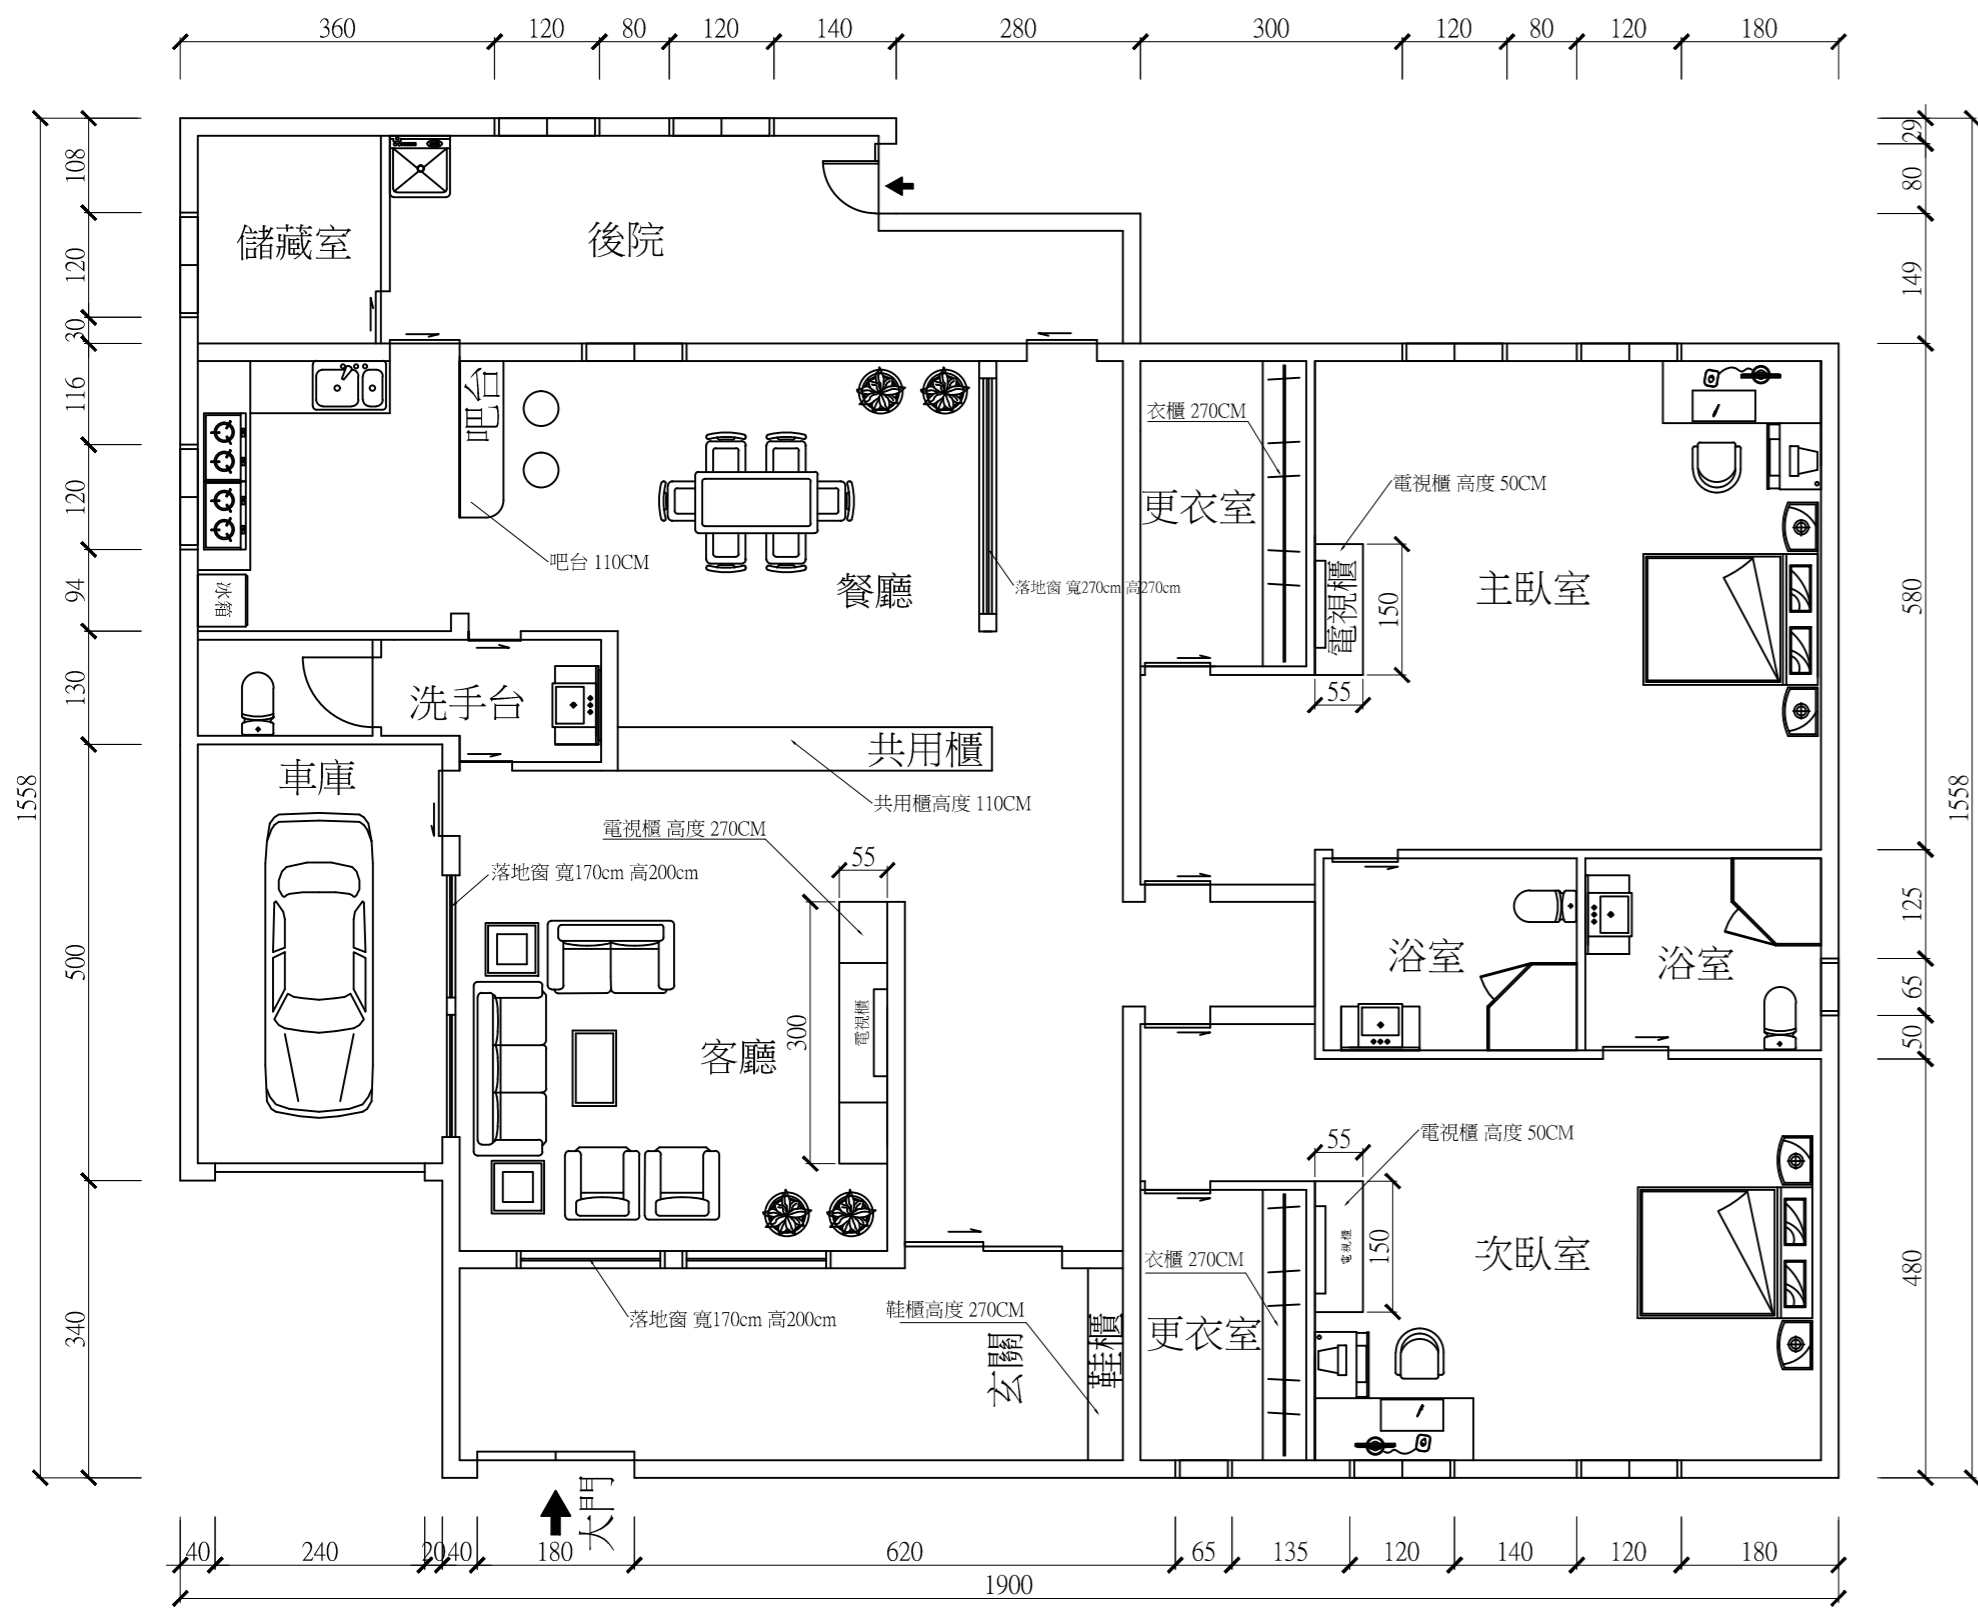 360 120 80 120 140 280 300 120 80 120 180
29
108
80
儲藏室
後院
120
149
30
116
吧台
衣櫃 270CM
電視櫃 高度 50CM
更衣室
120
吧台 110CM
餐廳
落地窗 寬270cm 高270cm
主臥室
94
冰箱
電視櫃
150
580
130
洗手台
55
共用櫃
車庫
1558
1558
共用櫃高度 110CM
電視櫃 高度 270CM
55
落地窗 寬170cm 高200cm
125
500
浴室
浴室
65
電視櫃
300
客廳
50
55
電視櫃 高度 50CM
電視櫃
150
次臥室
衣櫃 270CM
480
340
落地窗 寬170cm 高200cm
鞋櫃高度 270CM
玄關
鞋櫃
更衣室
大門
40 240 20 40 180 620 65 135 120 140 120 180
1900